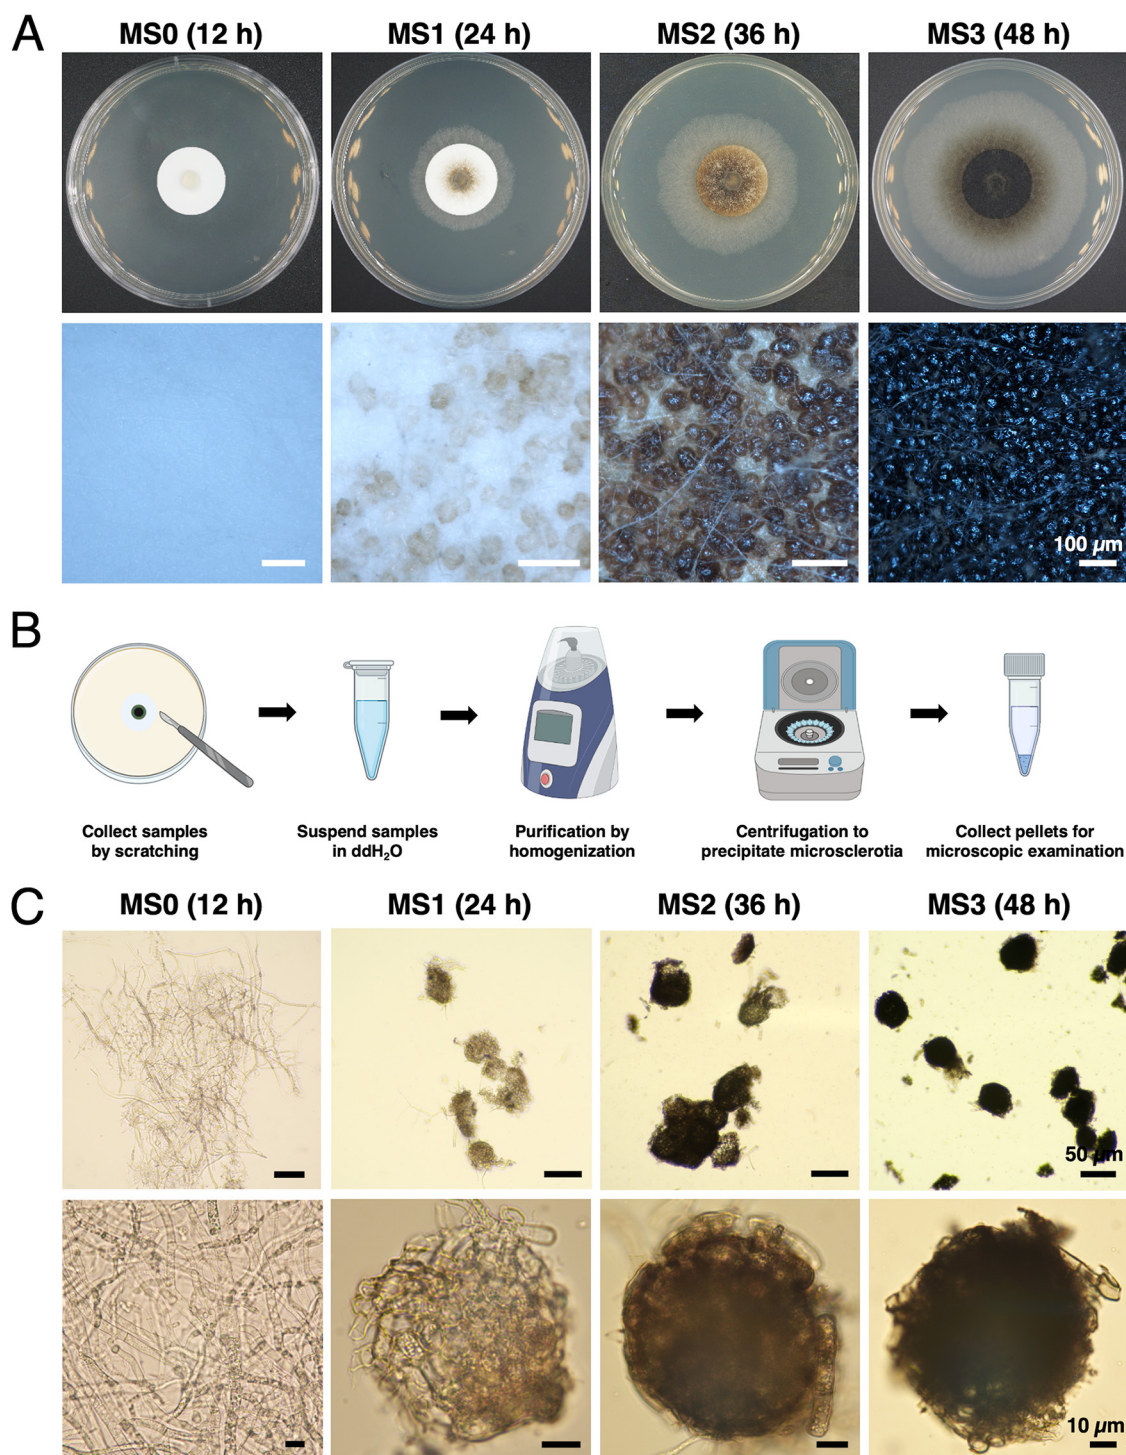 A
MS0 (12 h) MS1 (24 h) MS2 (36 h) MS3 (48 h)
100 µm
B
Collect samples
by scratching
Suspend samples
in ddH₂O
Purification by
homogenization
Centrifugation to
precipitate microsclerotia
Collect pellets for
microscopic examination
C
MS0 (12 h) MS1 (24 h) MS2 (36 h) MS3 (48 h)
50 µm
10 µm